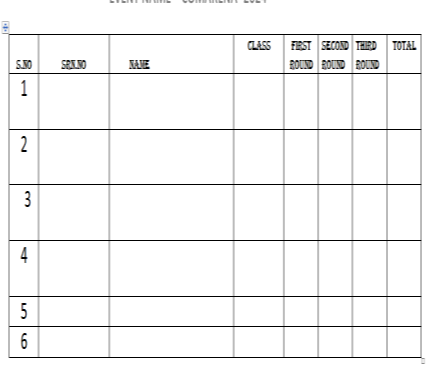 EVENT NAME - COMARENA-2024
CLASS FIRST SECOND THIRD TOTAL
S.NO SRN.NO NAME ROUND ROUND ROUND
1
2
3
4
5
6